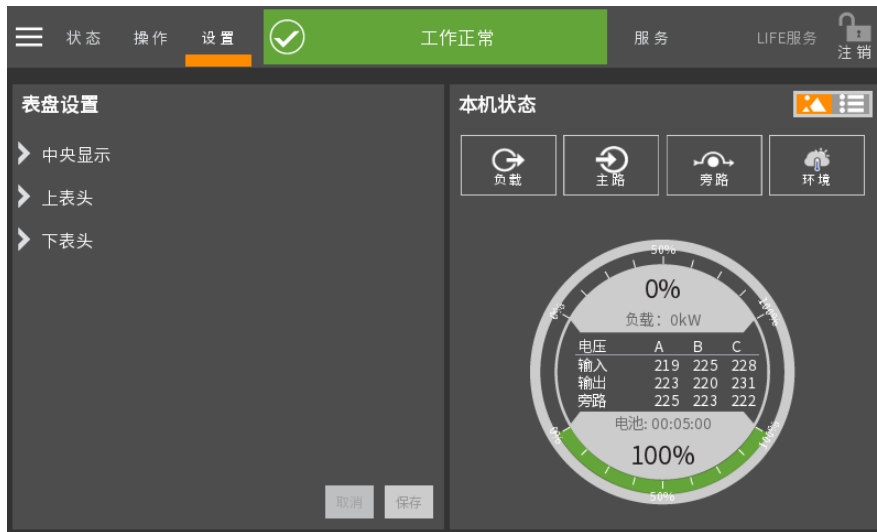 状态 操作 设置 工作正常 服务 LIFE服务 注销
表盘设置
中央显示
上表头
下表头
取消 保存
本机状态
负载 主路 旁路 环境
50%
0% 100%
0%
负载：0kW
电压 A B C
输入 219 225 228
输出 223 220 231
旁路 225 223 222
电池: 00:05:00
0% 100%
100%
50%